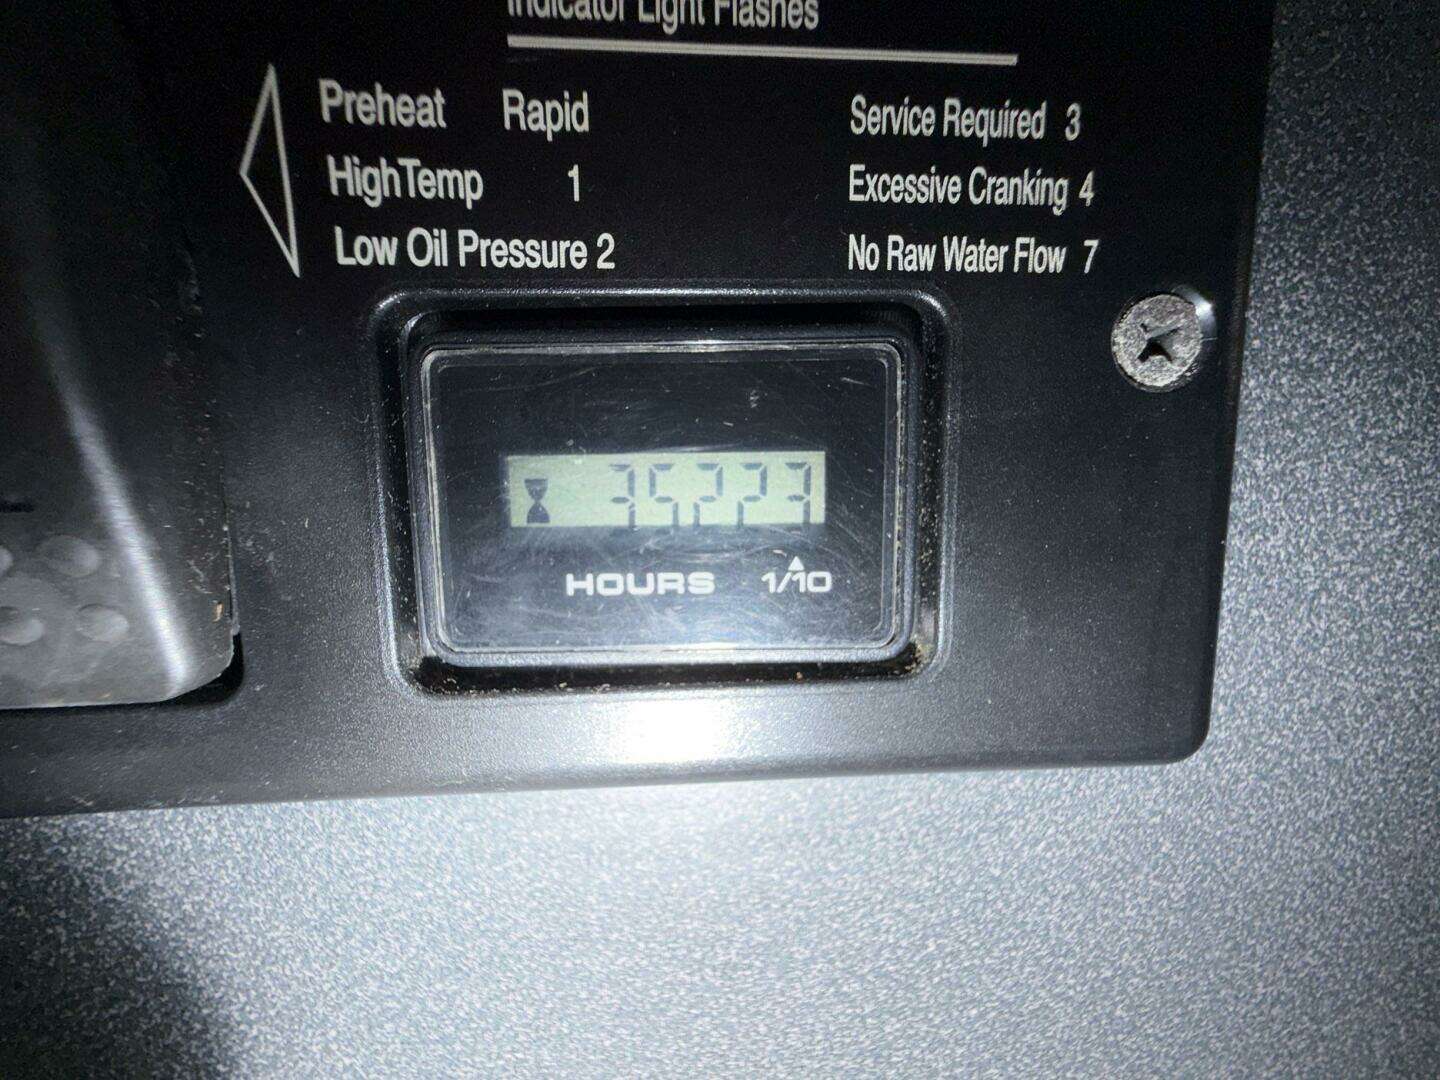 Indicator Light Flashes
Preheat Rapid
HighTemp 1
Low Oil Pressure 2
Service Required 3
Excessive Cranking 4
No Raw Water Flow 7
35223
HOURS 1/10